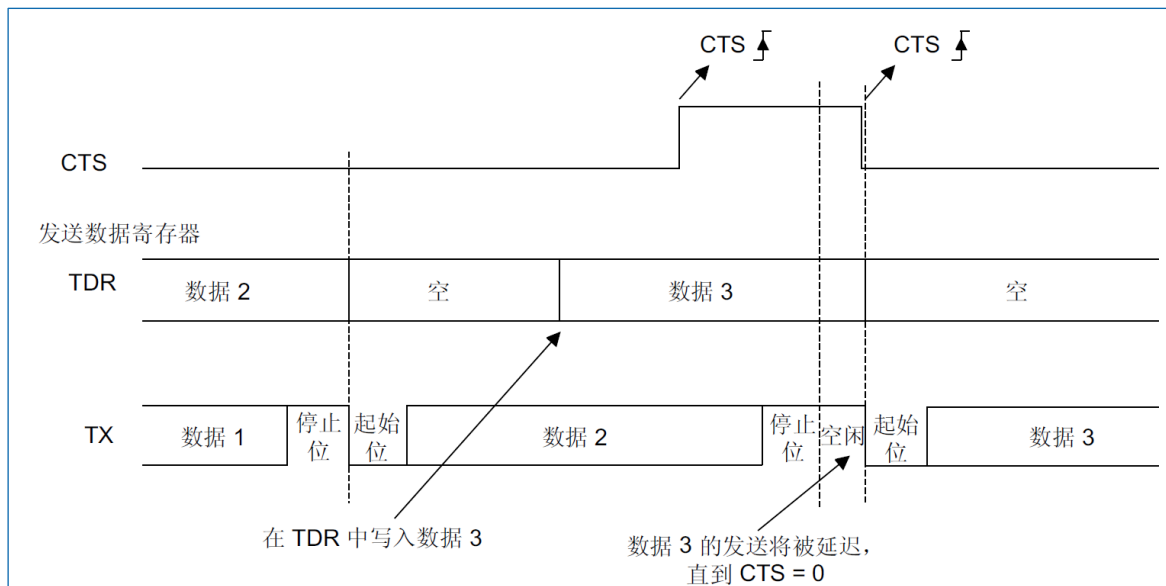 CTS CTS
CTS
发送数据寄存器
TDR 数据 2 空 数据 3 空
TX 数据 1 停止位 起始位 数据 2 停止位 空闲 起始位 数据 3
在 TDR 中写入数据 3
数据 3 的发送将被延迟，
直到 CTS = 0